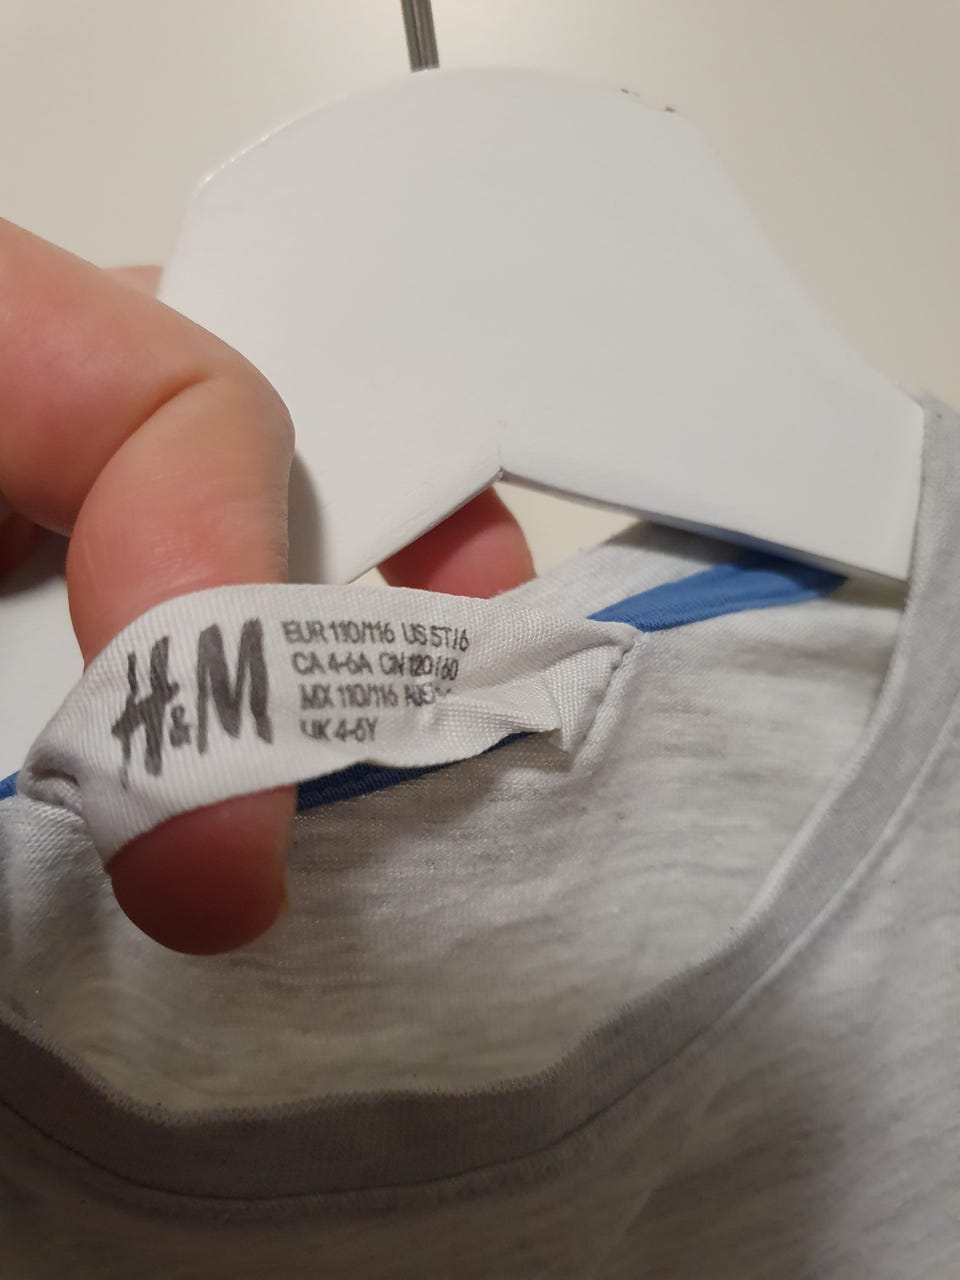 H&M
EUR 110/116 US 5T/6
CA 4-6A CN 120/60
MX 110/116
UK 4-6Y